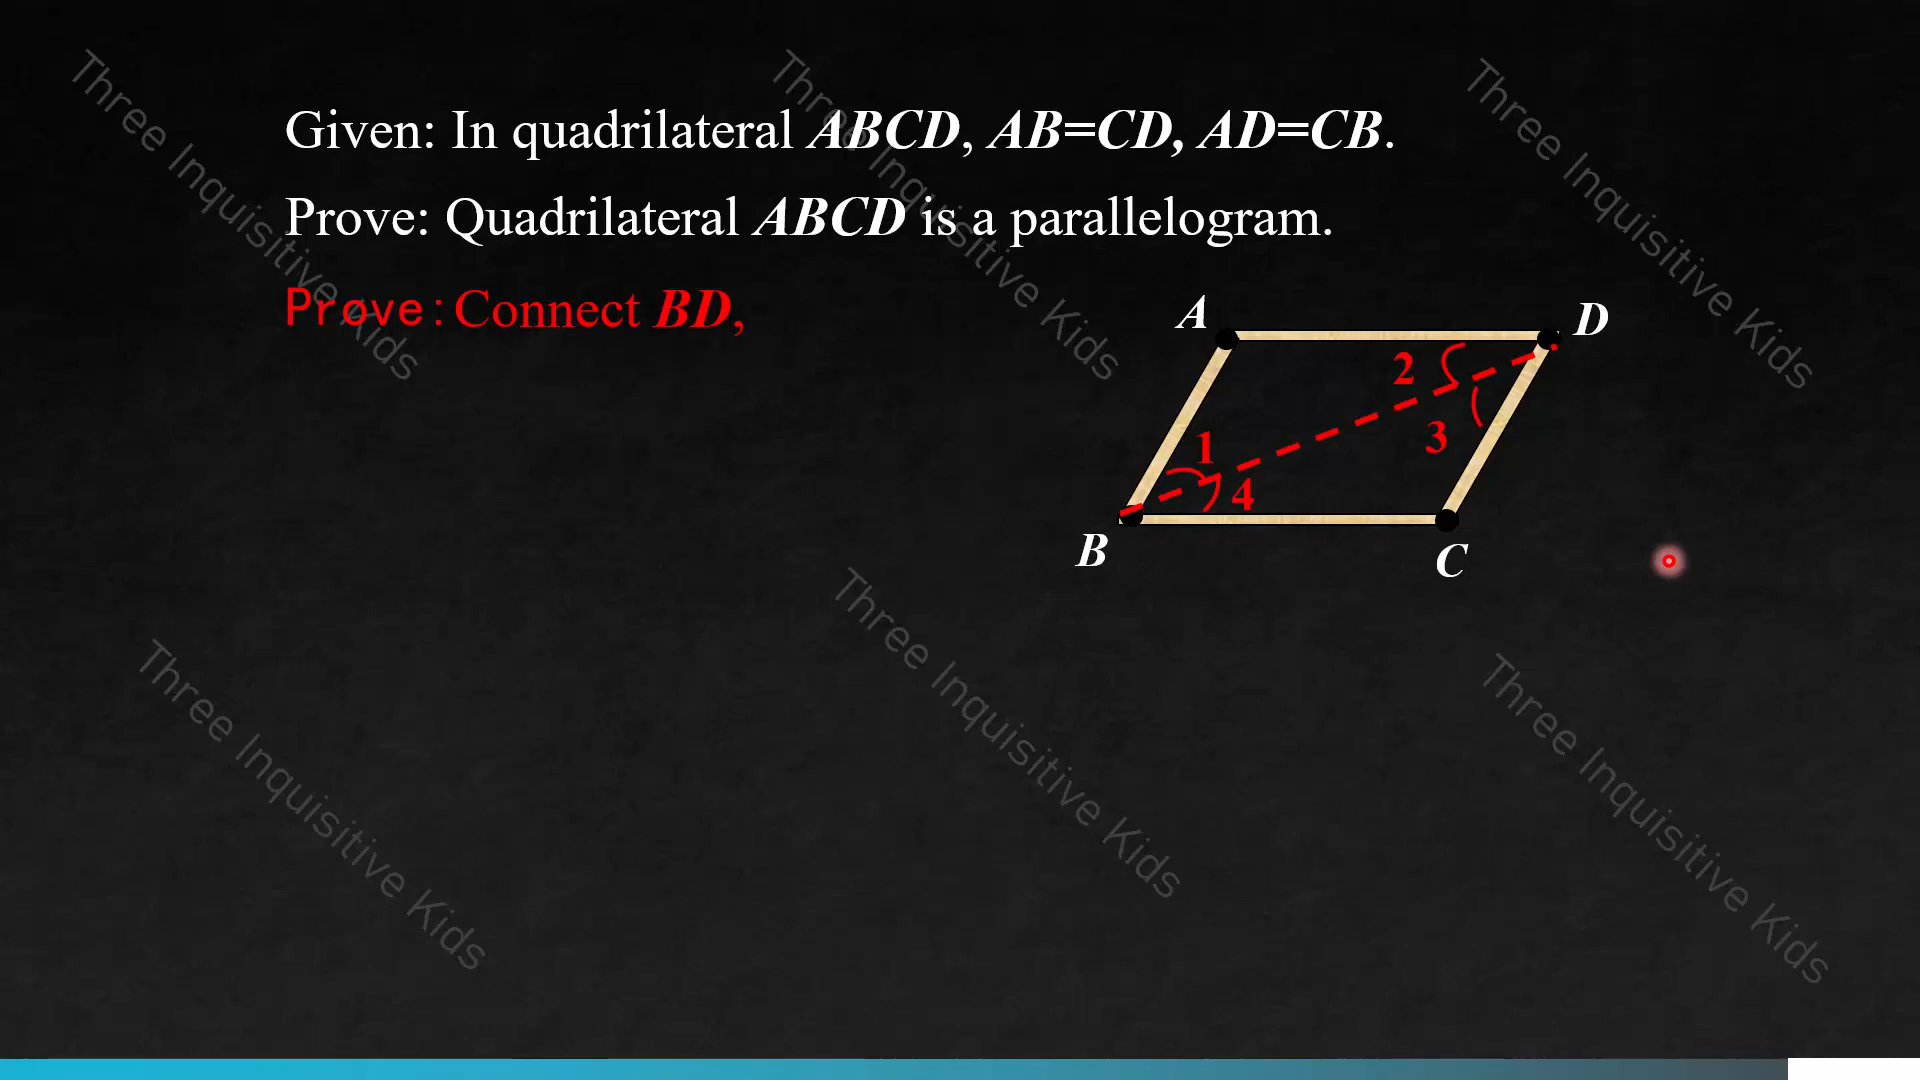 Given: In quadrilateral ABCD, AB=CD, AD=CB.
Prove: Quadrilateral ABCD is a parallelogram.
Prove: Connect BD,
A
D
2
3
1
4
B
C
Three Inquisitive Kids
Three Inquisitive Kids
Three Inquisitive Kids
Three Inquisitive Kids
Three Inquisitive Kids
Three Inquisitive Kids